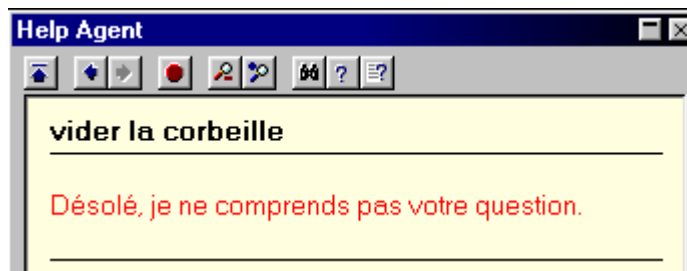 Help Agent
vider la corbeille
Désolé, je ne comprends pas votre question.